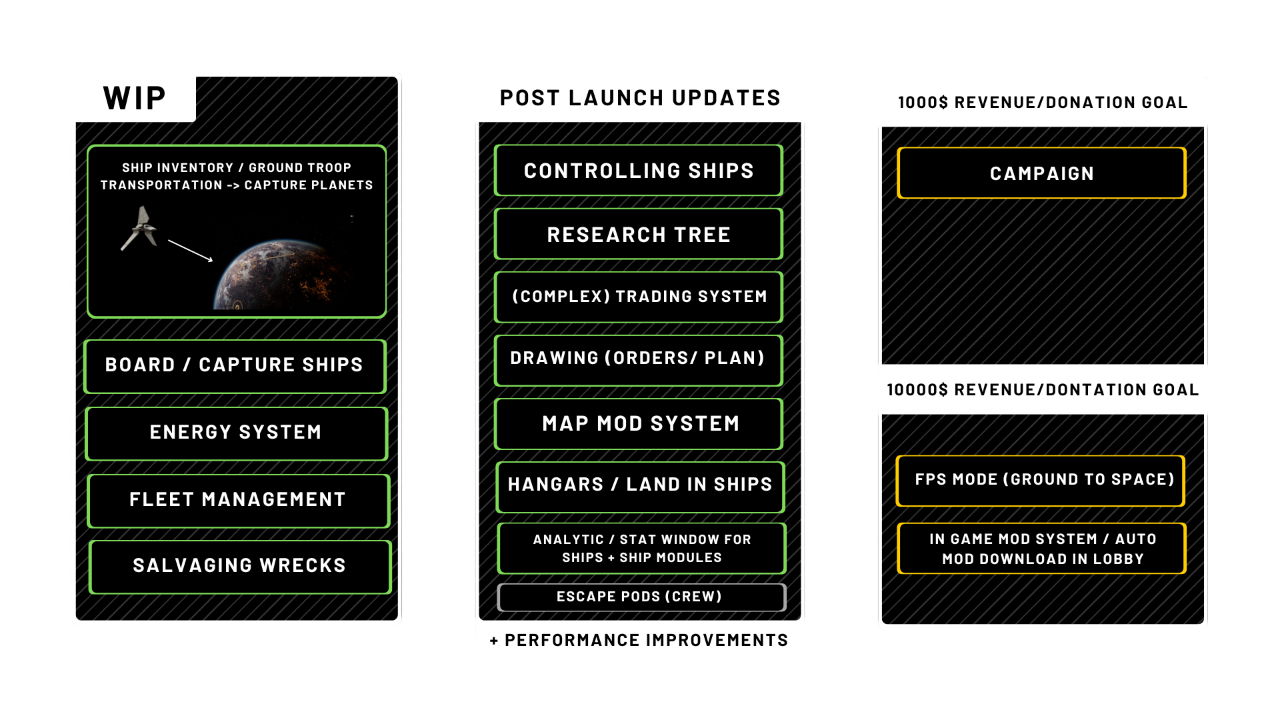 WIP
SHIP INVENTORY / GROUND TROOP
TRANSPORTATION -> CAPTURE PLANETS
BOARD / CAPTURE SHIPS
ENERGY SYSTEM
FLEET MANAGEMENT
SALVAGING WRECKS
POST LAUNCH UPDATES
CONTROLLING SHIPS
RESEARCH TREE
(COMPLEX) TRADING SYSTEM
DRAWING (ORDERS/ PLAN)
MAP MOD SYSTEM
HANGARS / LAND IN SHIPS
ANALYTIC / STAT WINDOW FOR
SHIPS + SHIP MODULES
ESCAPE PODS (CREW)
+ PERFORMANCE IMPROVEMENTS
1000$ REVENUE/DONATION GOAL
CAMPAIGN
10000$ REVENUE/DONTATION GOAL
FPS MODE (GROUND TO SPACE)
IN GAME MOD SYSTEM / AUTO
MOD DOWNLOAD IN LOBBY